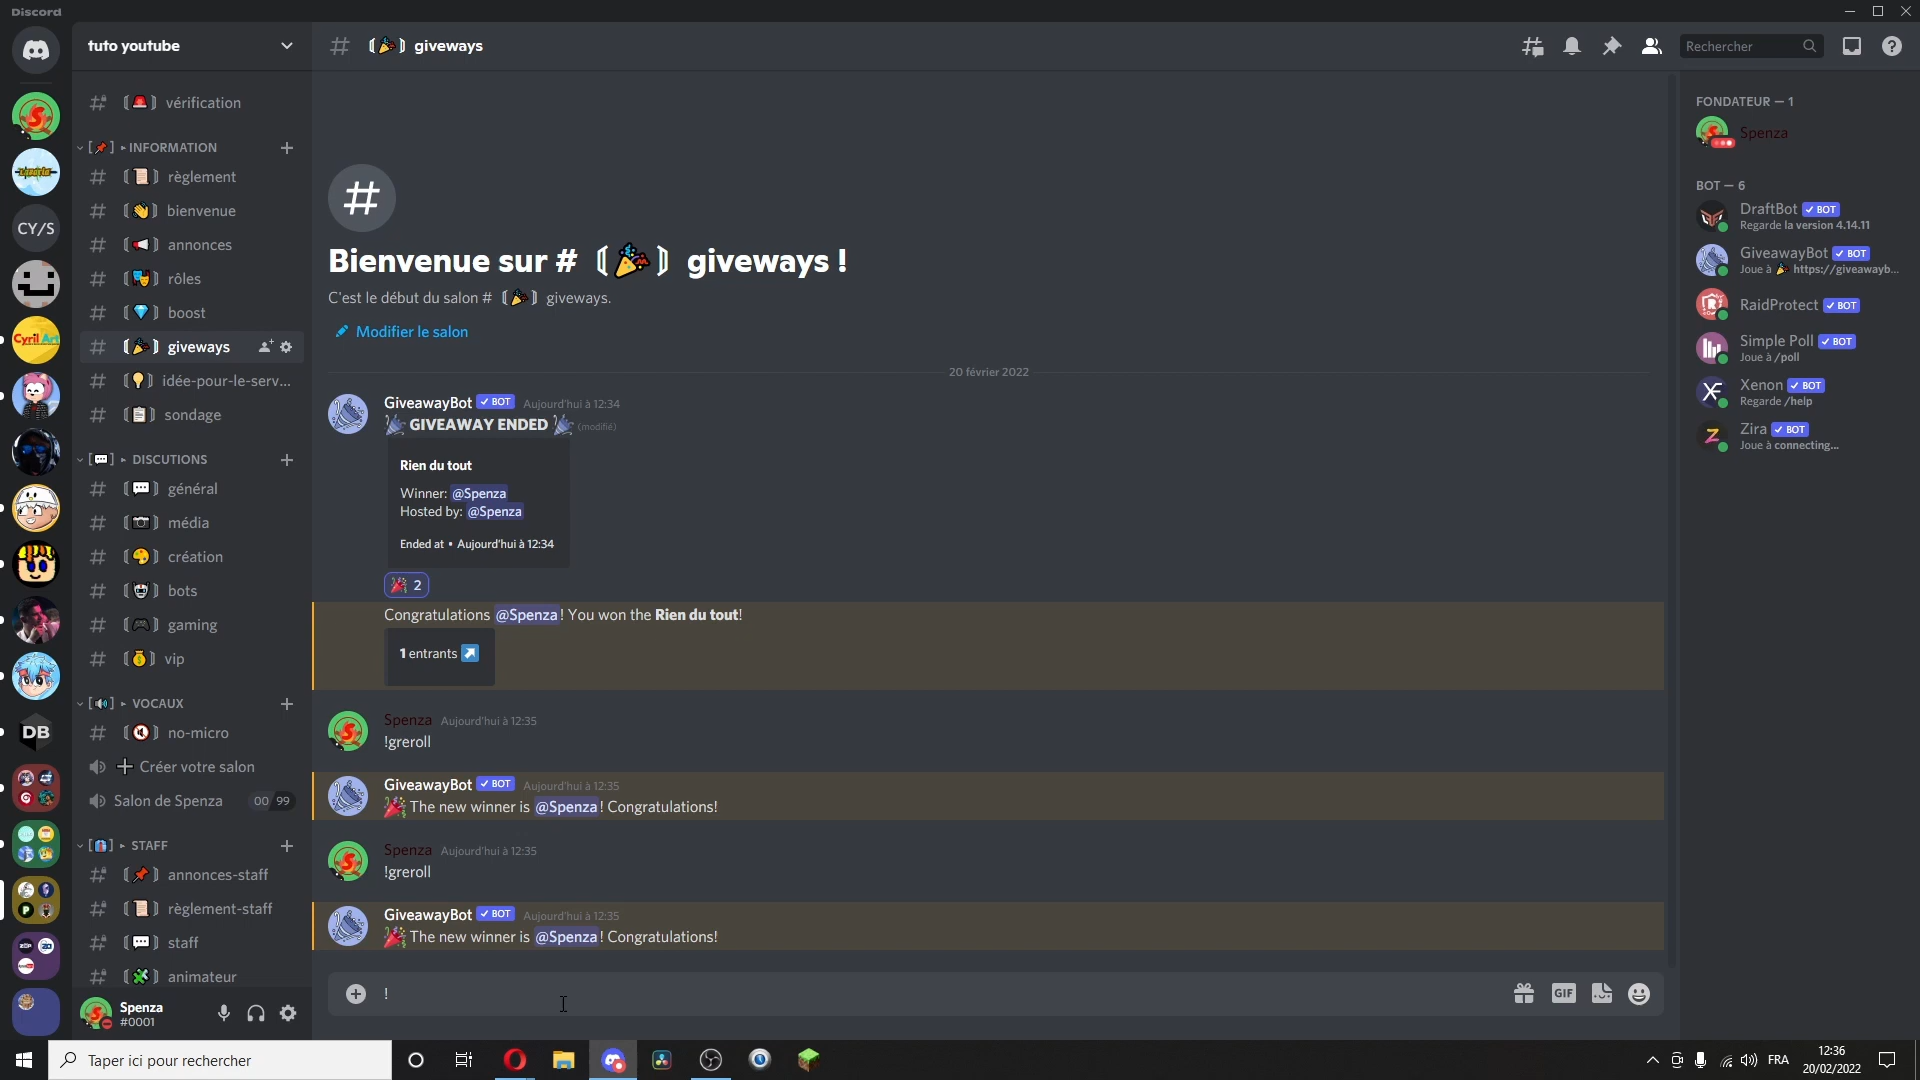 Discord
tuto youtube
giveways
Rechercher
CY/S
Cyril Art
DB
P
vérification
INFORMATION
règlement
bienvenue
annonces
rôles
boost
giveways
idée-pour-le-serv...
sondage
DISCUTIONS
général
média
création
bots
gaming
vip
VOCAUX
no-micro
Créer votre salon
Salon de Spenza 00 99
STAFF
annonces-staff
règlement-staff
staff
animateur
Spenza
#0001
Bienvenue sur # 〘🎉〙 giveways !
C'est le début du salon # 〘🎉〙 giveways.
Modifier le salon
20 février 2022
GiveawayBot ✓ BOT Aujourd'hui à 12:34
🎉 GIVEAWAY ENDED 🎉 (modifié)
Rien du tout
Winner: @Spenza
Hosted by: @Spenza
Ended at • Aujourd'hui à 12:34
🎉 2
Congratulations @Spenza! You won the Rien du tout!
1 entrants ↗
Spenza Aujourd'hui à 12:35
!greroll
GiveawayBot ✓ BOT Aujourd'hui à 12:35
🎉 The new winner is @Spenza! Congratulations!
Spenza Aujourd'hui à 12:35
!greroll
GiveawayBot ✓ BOT Aujourd'hui à 12:35
🎉 The new winner is @Spenza! Congratulations!
!
GIF
FONDATEUR — 1
Spenza
BOT — 6
DraftBot ✓ BOT
Regarde la version 4.14.11
GiveawayBot ✓ BOT
Joue à 🎉 https://giveawayb...
RaidProtect ✓ BOT
Simple Poll ✓ BOT
Joue à /poll
Xenon ✓ BOT
Regarde /help
Zira ✓ BOT
Joue à connecting...
Taper ici pour rechercher
FRA
12:36
20/02/2022